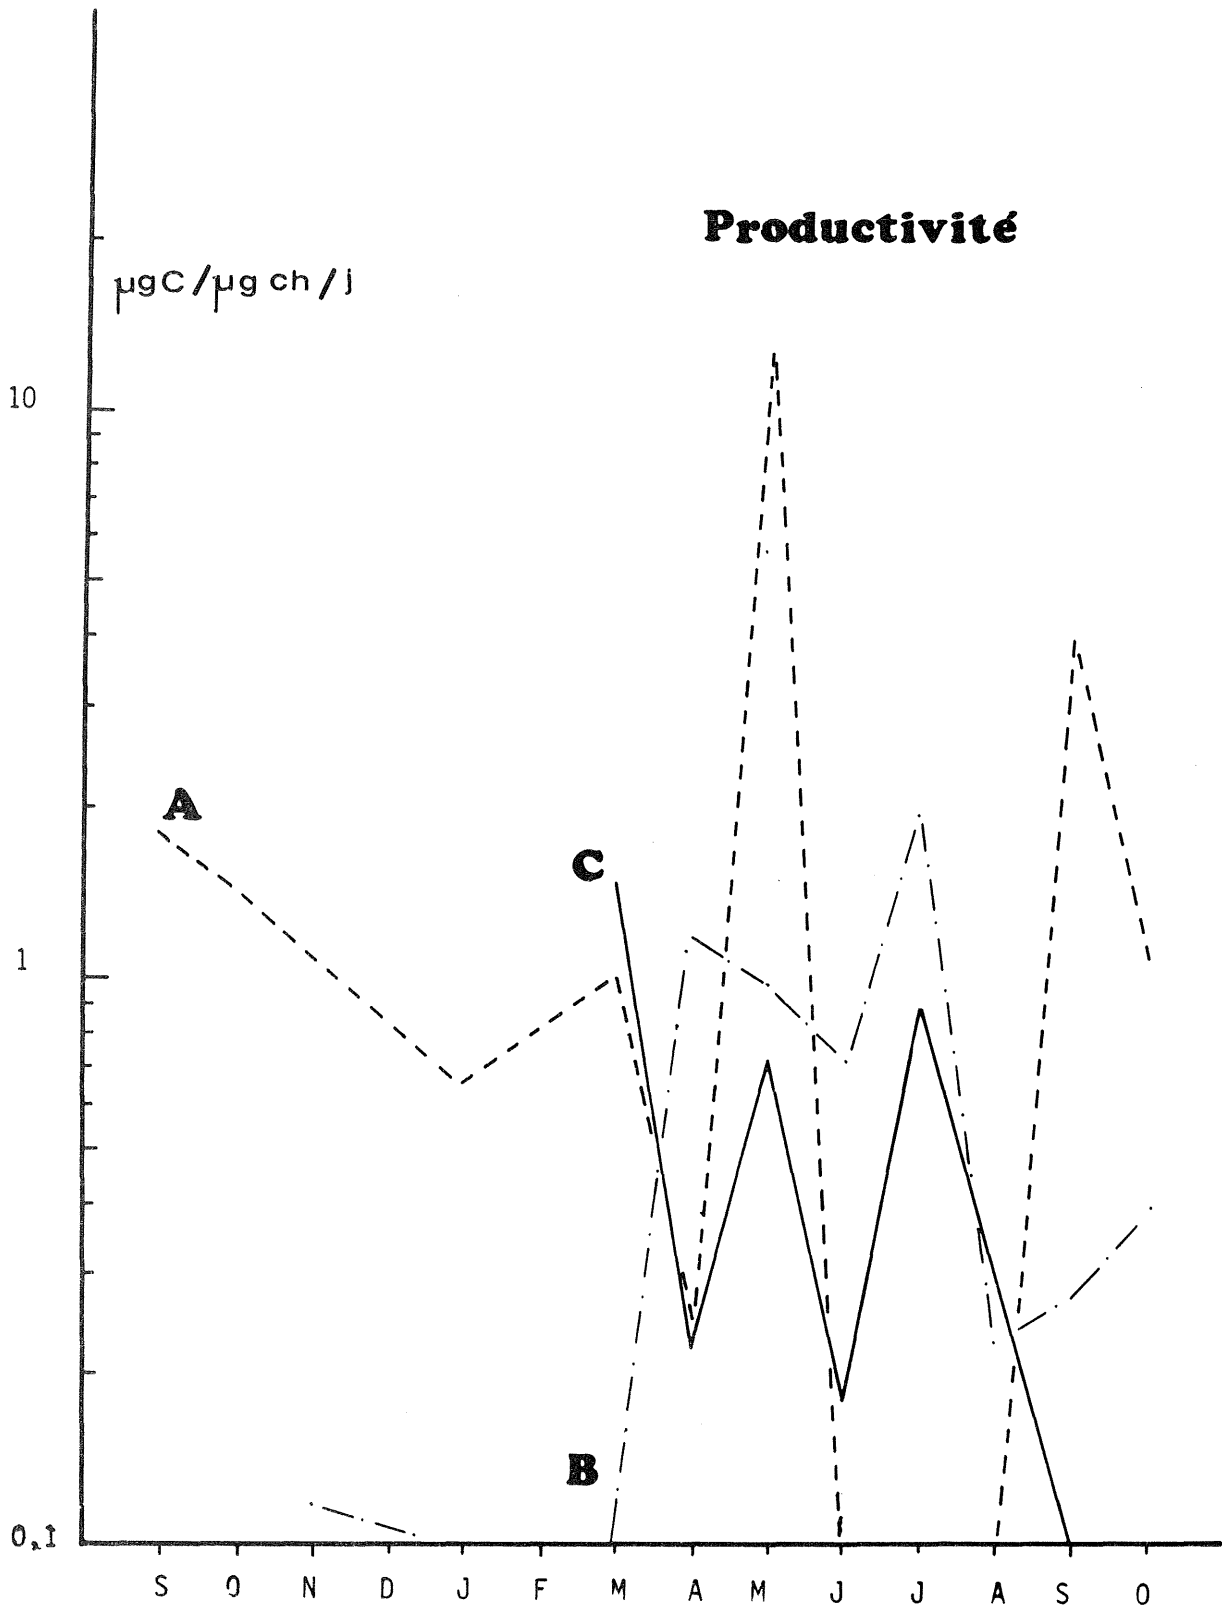 Productivité
µgC/µg ch/j
10
A
C
1
B
0,1
S O N D J F M A M J J A S O